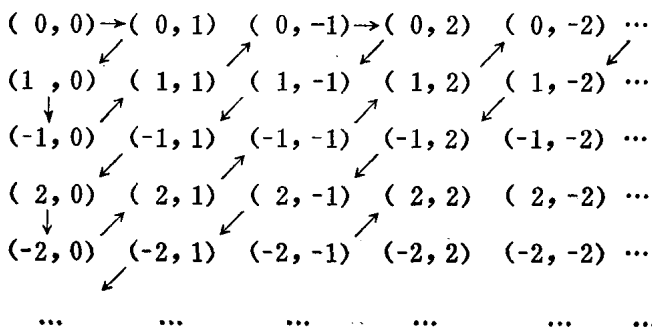 ( 0, 0)→( 0, 1) ( 0, -1)→( 0, 2) ( 0, -2) ⋯
(1 , 0) ( 1, 1) ( 1, -1) ( 1, 2) ( 1, -2) ⋯
(-1, 0) (-1, 1) (-1, -1) (-1, 2) (-1, -2) ⋯
( 2, 0) ( 2, 1) ( 2, -1) ( 2, 2) ( 2, -2) ⋯
(-2, 0) (-2, 1) (-2, -1) (-2, 2) (-2, -2) ⋯
⋯ ⋯ ⋯ ⋯ ⋯ ⋯